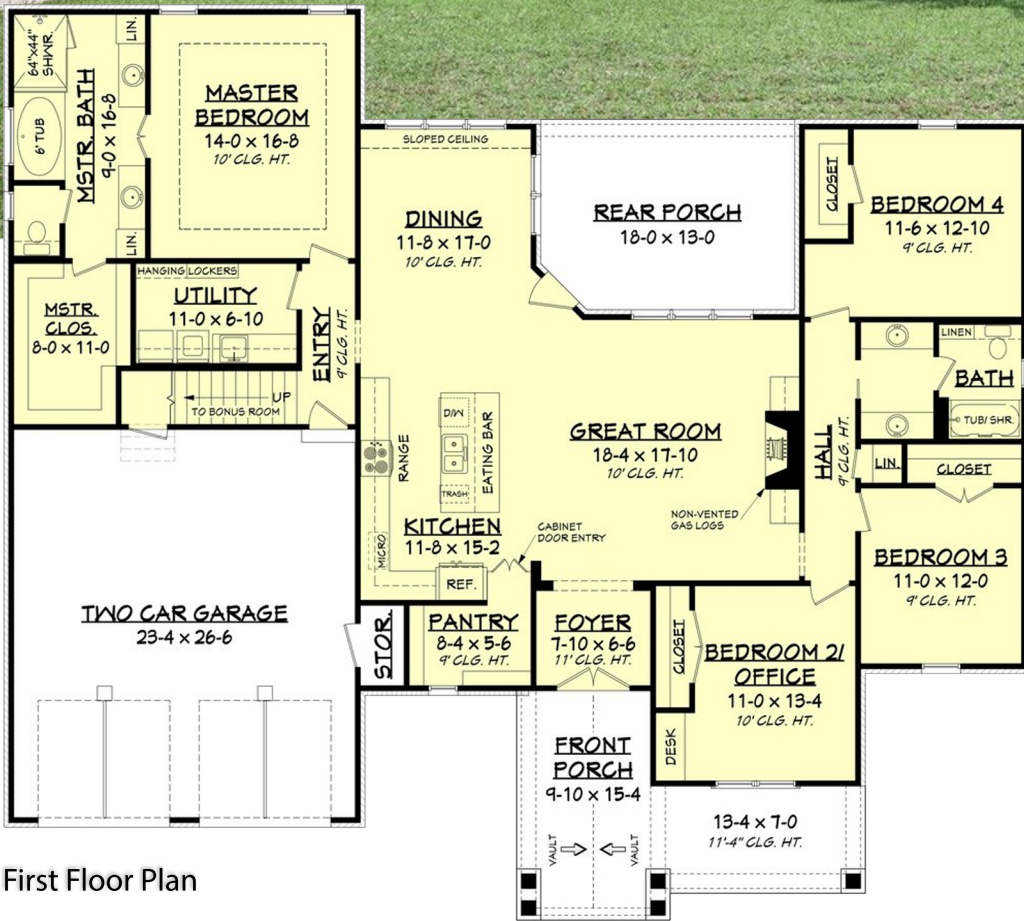 64"x44"
SHWR.
LIN.
6' TUB
MSTR. BATH
9-0 x 16-8
LIN.
MASTER
BEDROOM
14-0 x 16-8
10' CLG. HT.
SLOPED CEILING
DINING
11-8 x 17-0
10' CLG. HT.
REAR PORCH
18-0 x 13-0
CLOSET
BEDROOM 4
11-6 x 12-10
9' CLG. HT.
HANGING LOCKERS
UTILITY
11-0 x 6-10
MSTR.
CLOS.
8-0 x 11-0
ENTRY
9' CLG. HT.
UP
TO BONUS ROOM
LINEN
BATH
TUB/SHR.
D/W
EATING BAR
TRASH
RANGE
GREAT ROOM
18-4 x 17-10
10' CLG. HT.
HALL
9' CLG. HT.
LIN.
CLOSET
NON-VENTED
GAS LOGS
KITCHEN
11-8 x 15-2
CABINET
DOOR ENTRY
MICRO
REF.
BEDROOM 3
11-0 x 12-0
9' CLG. HT.
TWO CAR GARAGE
23-4 x 26-6
STOR.
PANTRY
8-4 x 5-6
9' CLG. HT.
FOYER
7-10 x 6-6
11' CLG. HT.
CLOSET
BEDROOM 2/
OFFICE
11-0 x 13-4
10' CLG. HT.
DESK
FRONT
PORCH
9-10 x 15-4
VAULT
VAULT
13-4 x 7-0
11'-4" CLG. HT.
First Floor Plan